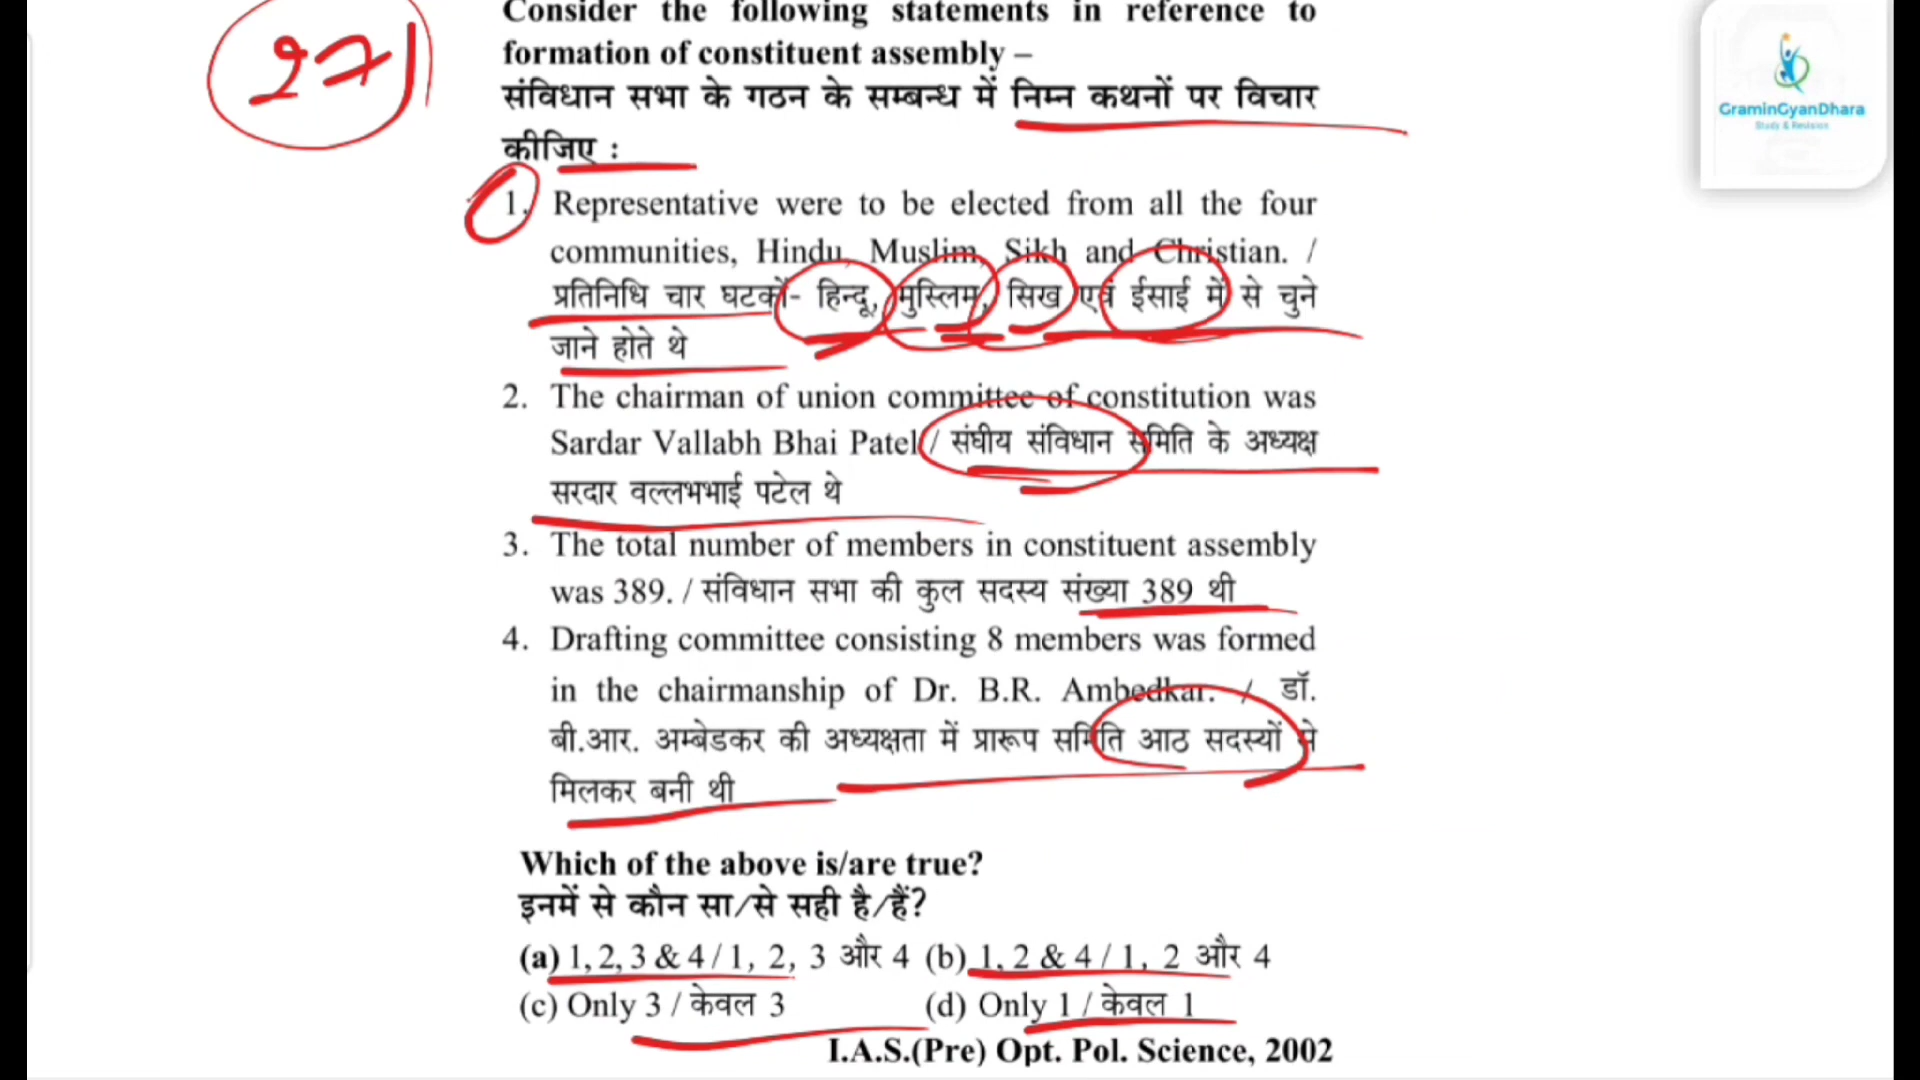 271
Consider the following statements in reference to
formation of constituent assembly –
संविधान सभा के गठन के सम्बन्ध में निम्न कथनों पर विचार
कीजिए :
1. Representative were to be elected from all the four
communities, Hindu, Muslim, Sikh and Christian. /
प्रतिनिधि चार घटकों- हिन्दू, मुस्लिम, सिख एवं ईसाई में से चुने
जाने होते थे
2. The chairman of union committee of constitution was
Sardar Vallabh Bhai Patel / संघीय संविधान समिति के अध्यक्ष
सरदार वल्लभभाई पटेल थे
3. The total number of members in constituent assembly
was 389. / संविधान सभा की कुल सदस्य संख्या 389 थी
4. Drafting committee consisting 8 members was formed
in the chairmanship of Dr. B.R. Ambedkar. / डॉ.
बी.आर. अम्बेडकर की अध्यक्षता में प्रारूप समिति आठ सदस्यों से
मिलकर बनी थी
Which of the above is/are true?
इनमें से कौन सा/से सही है/हैं?
(a) 1, 2, 3 & 4 / 1, 2, 3 और 4 (b) 1, 2 & 4 / 1, 2 और 4
(c) Only 3 / केवल 3 (d) Only 1 / केवल 1
I.A.S.(Pre) Opt. Pol. Science, 2002
GraminGyanDhara
Study & Revision